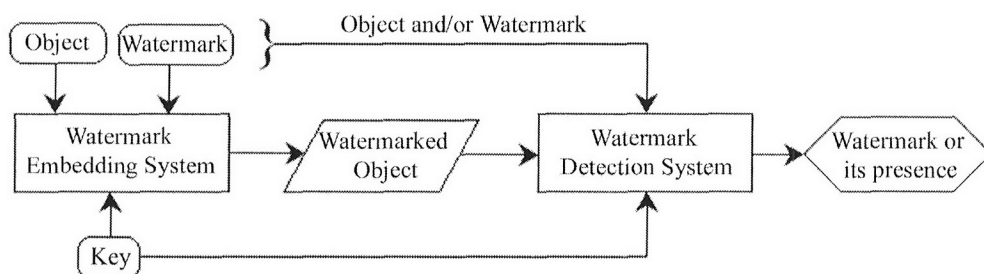 Object
Watermark
Object and/or Watermark
Watermark
Embedding System
Watermarked
Object
Watermark
Detection System
Watermark or
its presence
Key